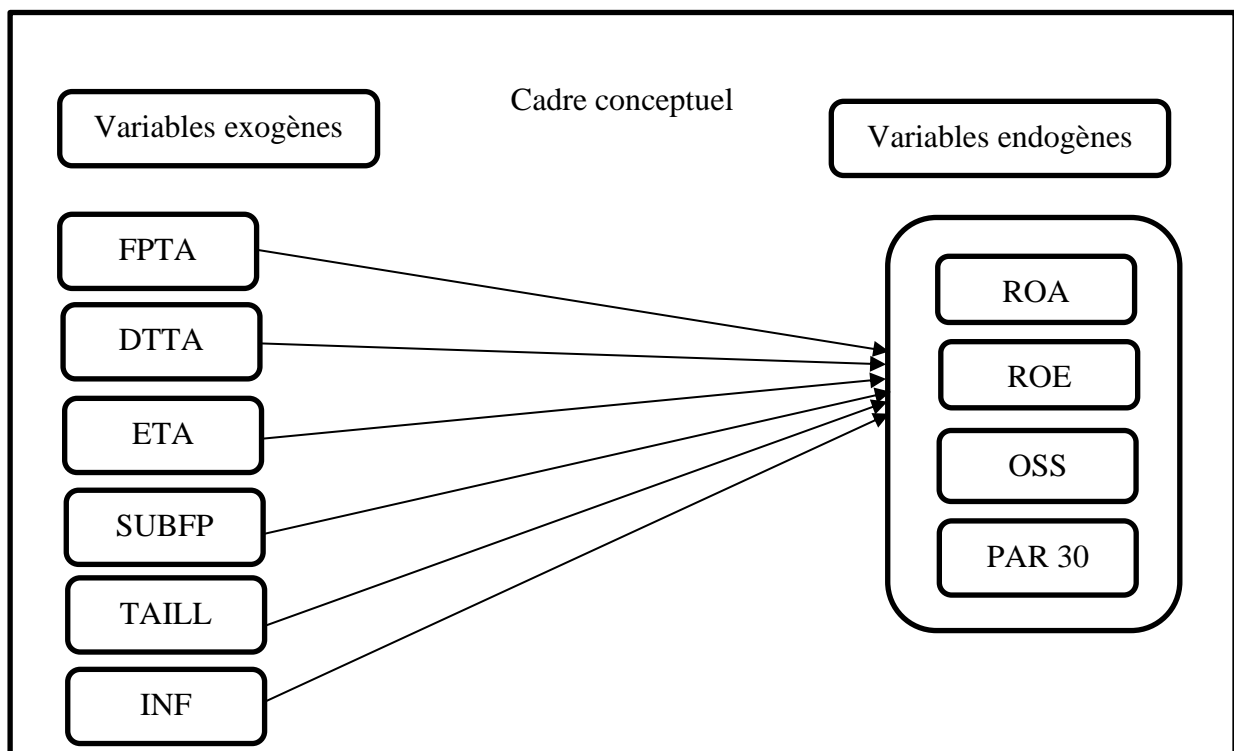 Cadre conceptuel
Variables exogènes
Variables endogènes
FPTA
DTTA
ETA
SUBFP
TAILL
INF
ROA
ROE
OSS
PAR 30